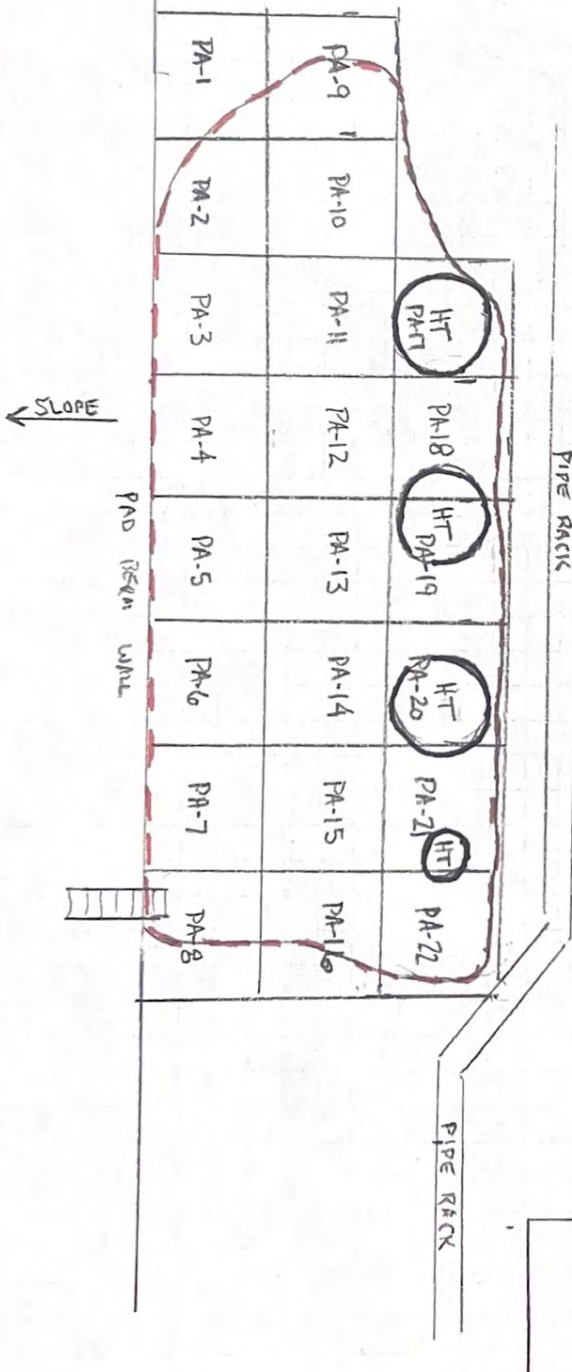 PIPE RACK
PIPE RACK
HT
PA-17
PA-18
HT
PA-19
HT
PA-20
PA-21
HT
PA-22
PA-9
PA-10
PA-11
PA-12
PA-13
PA-14
PA-15
PA-16
PA-1
PA-2
PA-3
PA-4
PA-5
PA-6
PA-7
PA-8
PAD BERM WALL
SLOPE